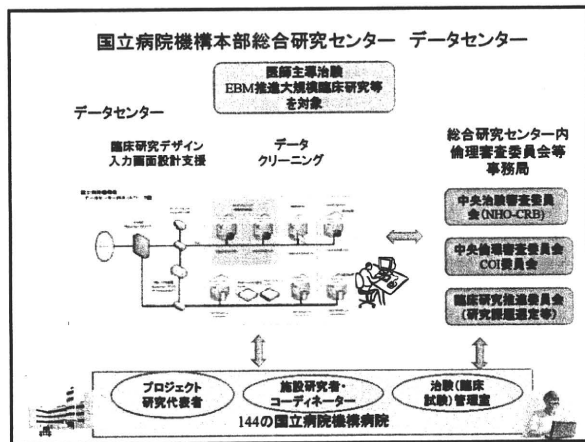 国立病院機構本部総合研究センター データセンター
医師主導治験
EBM推進大規模臨床研究等
を対象
データセンター
臨床研究デザイン
入力画面設計支援
データ
クリーニング
総合研究センター内
倫理審査委員会等
事務局
中央治験審査委員
会(NHO-CRB)
中央倫理審査委員会
COI委員会
臨床研究推進委員会
(研究課題選定等)
プロジェクト
研究代表者
施設研究者・
コーディネーター
治験(臨床
試験)管理室
144の国立病院機構病院